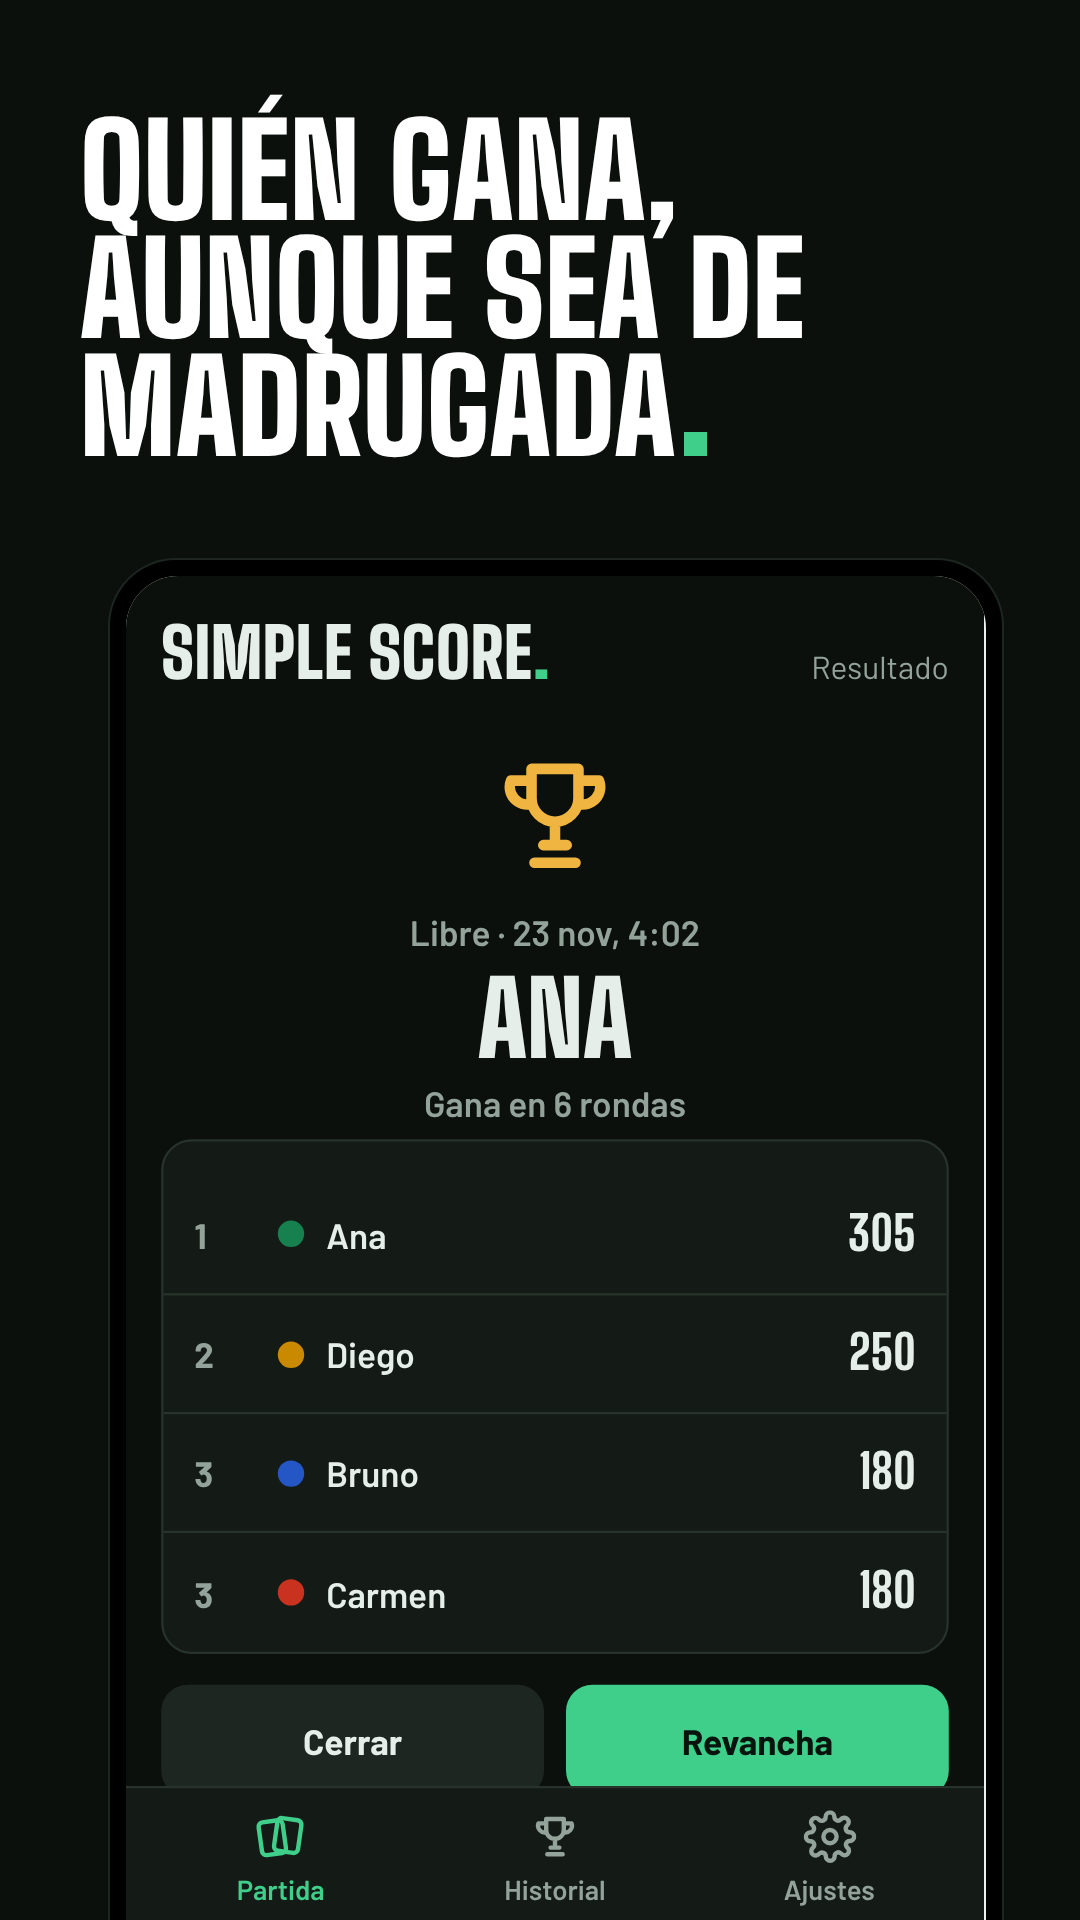 QUIÉN GANA,
AUNQUE SEA DE
MADRUGADA.
SIMPLE SCORE.
Resultado
Libre · 23 nov, 4:02
ANA
Gana en 6 rondas
1 Ana 305
2 Diego 250
3 Bruno 180
3 Carmen 180
Cerrar Revancha
Partida Historial Ajustes